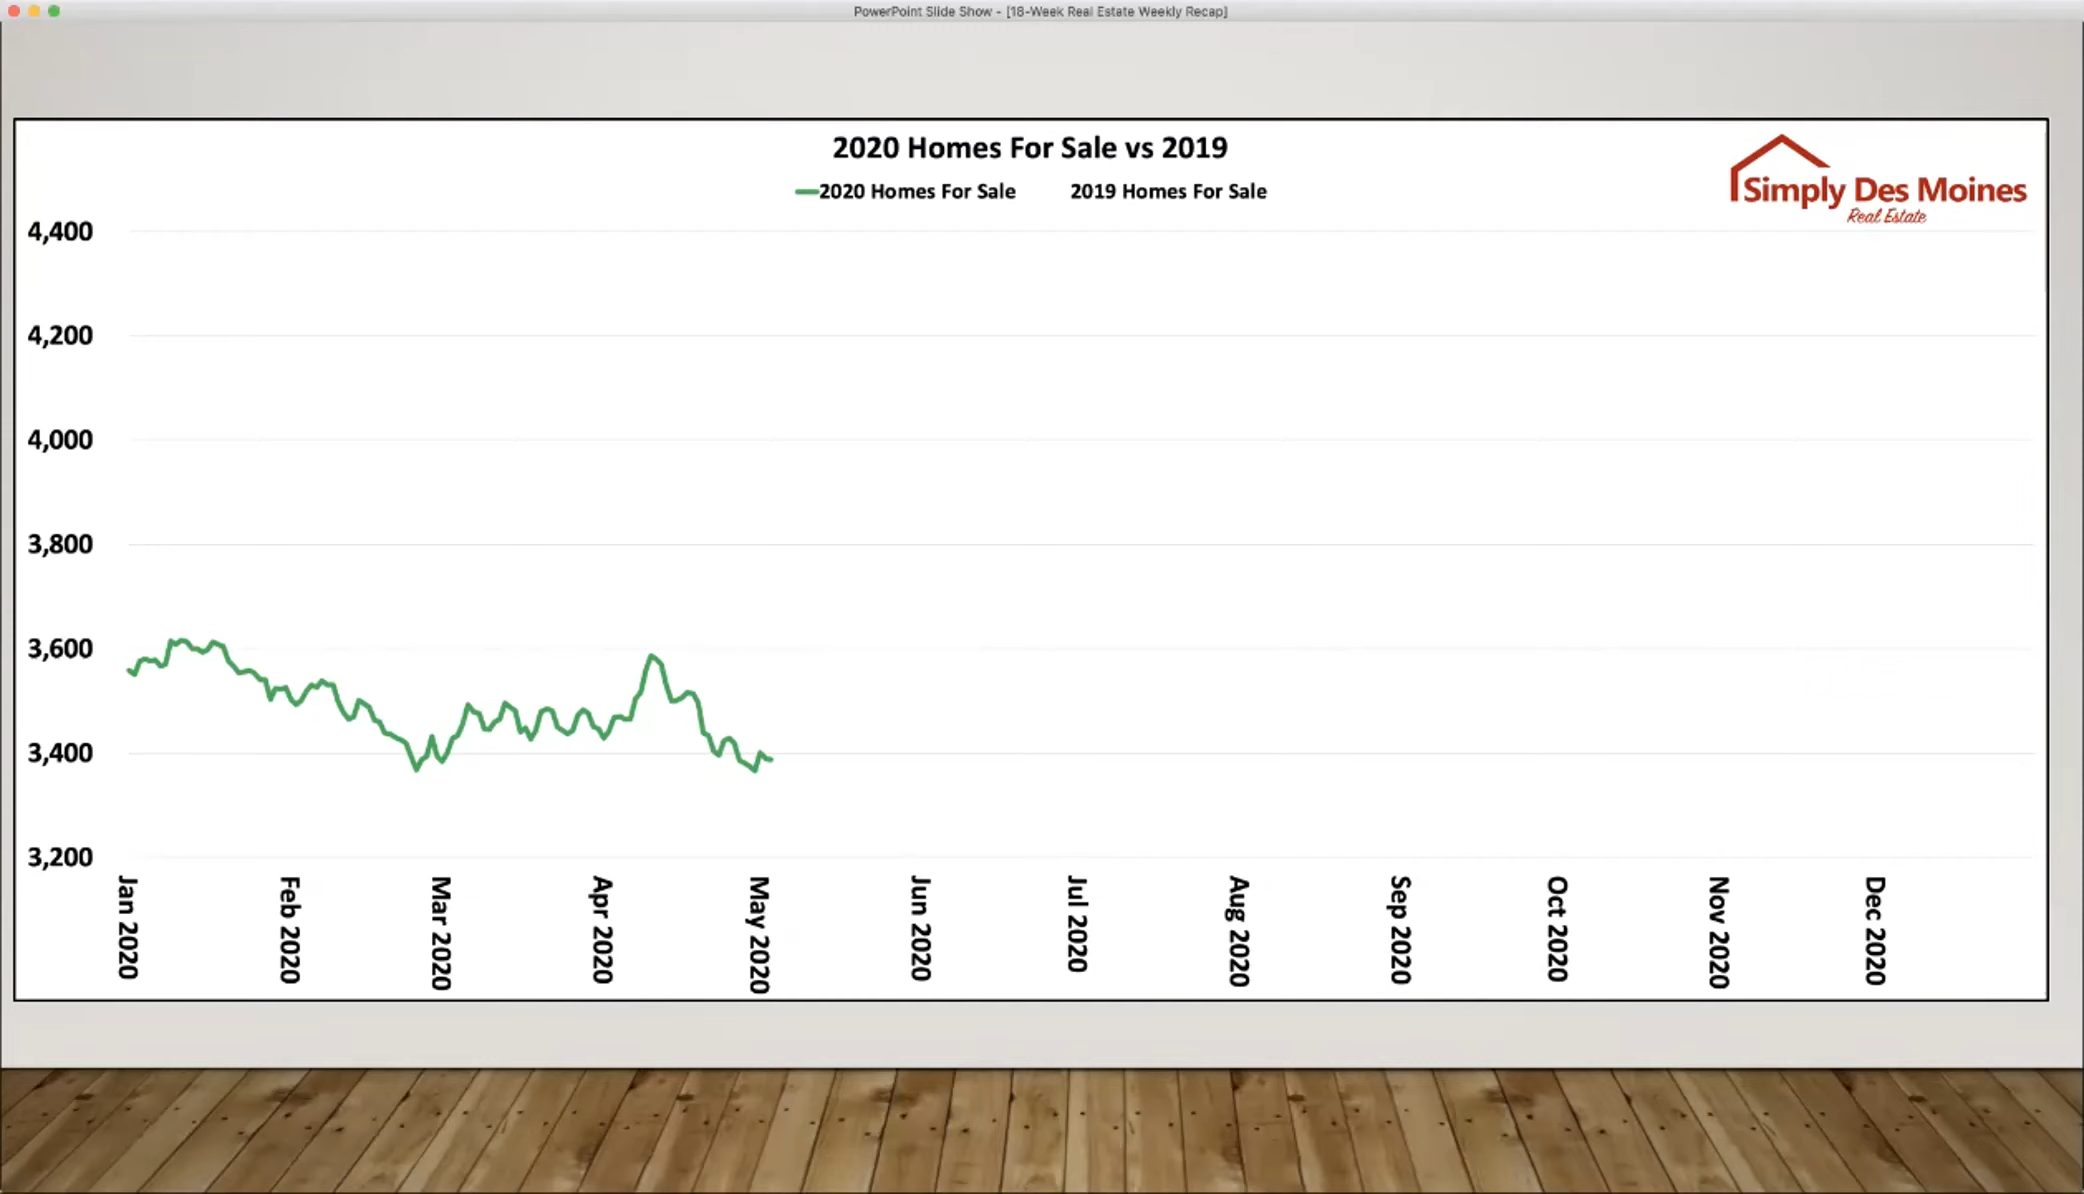 PowerPoint Slide Show - [18-Week Real Estate Weekly Recap]
2020 Homes For Sale vs 2019
2020 Homes For Sale 2019 Homes For Sale
Simply Des Moines
Real Estate
4,400
4,200
4,000
3,800
3,600
3,400
3,200
Jan 2020
Feb 2020
Mar 2020
Apr 2020
May 2020
Jun 2020
Jul 2020
Aug 2020
Sep 2020
Oct 2020
Nov 2020
Dec 2020